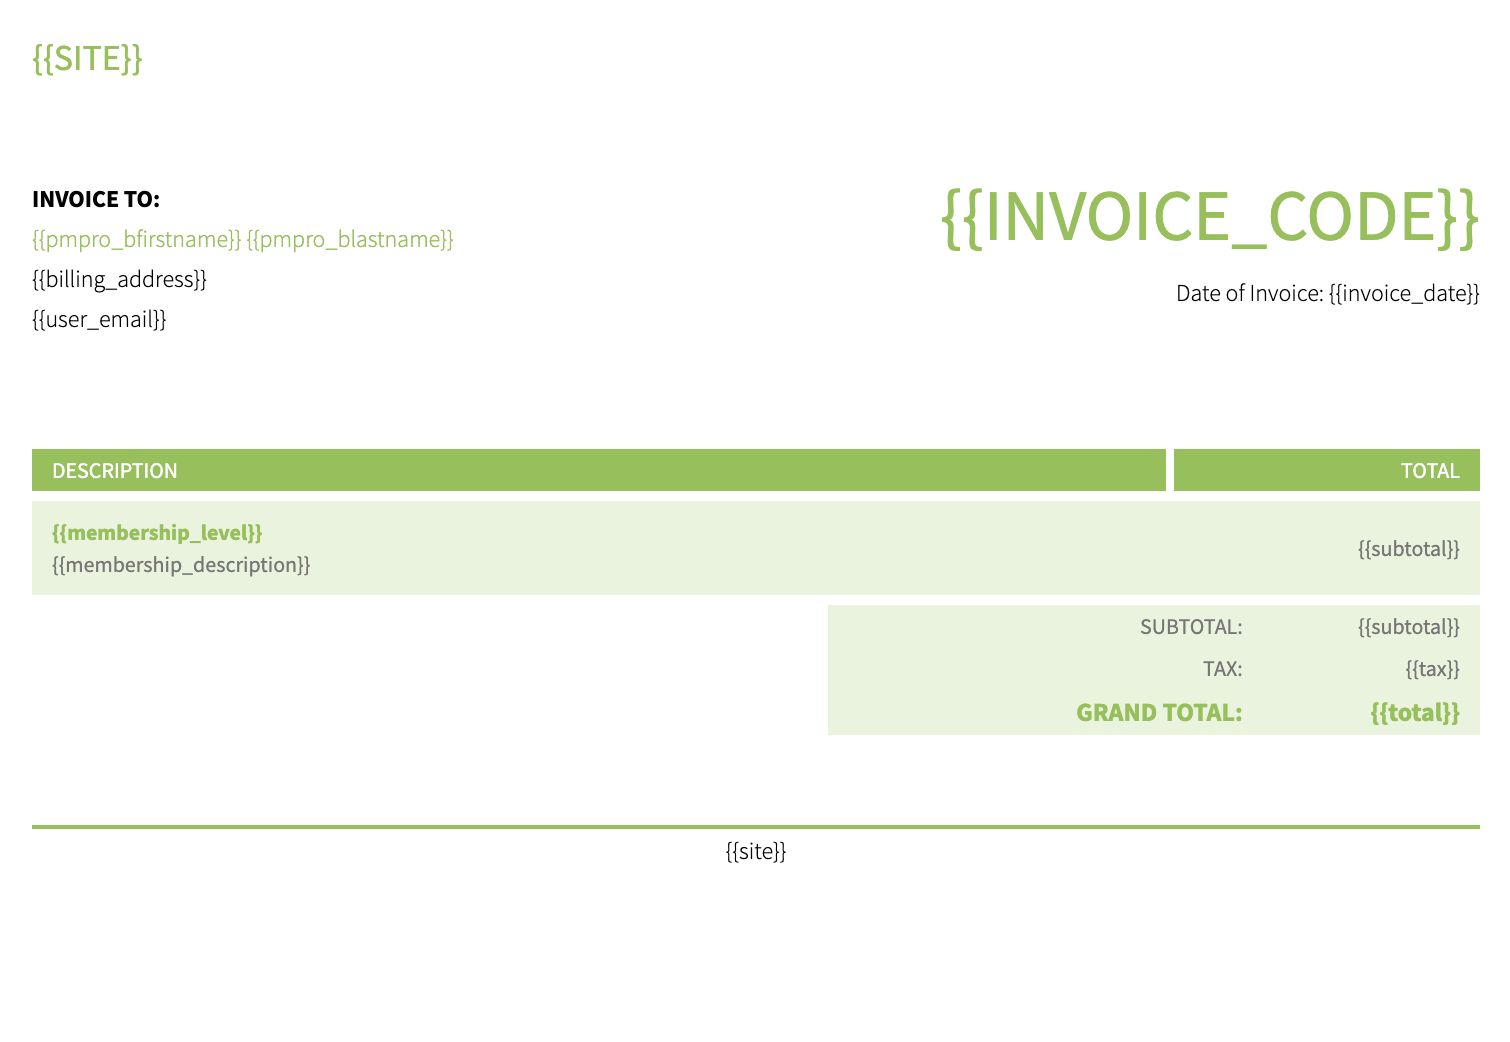 {{SITE}}
INVOICE TO:
{{pmpro_bfirstname}} {{pmpro_blastname}}
{{billing_address}}
{{user_email}}
{{INVOICE_CODE}}
Date of Invoice: {{invoice_date}}
DESCRIPTION TOTAL
{{membership_level}}
{{membership_description}}
{{subtotal}}
SUBTOTAL: {{subtotal}}
TAX: {{tax}}
GRAND TOTAL: {{total}}
{{site}}